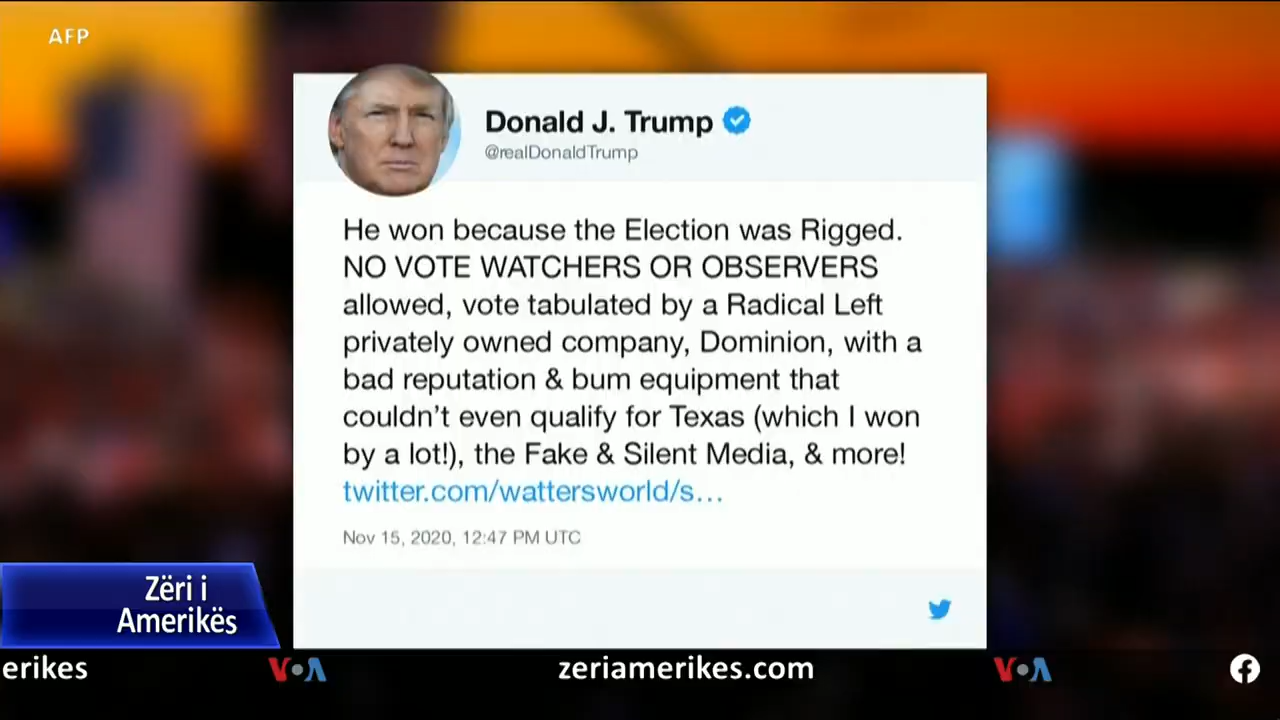 AFP
Donald J. Trump
@realDonaldTrump
He won because the Election was Rigged.
NO VOTE WATCHERS OR OBSERVERS
allowed, vote tabulated by a Radical Left
privately owned company, Dominion, with a
bad reputation & bum equipment that
couldn't even qualify for Texas (which I won
by a lot!), the Fake & Silent Media, & more!
twitter.com/wattersworld/s…
Nov 15, 2020, 12:47 PM UTC
Zëri i
Amerikës
erikes VOA zeriamerikes.com VOA